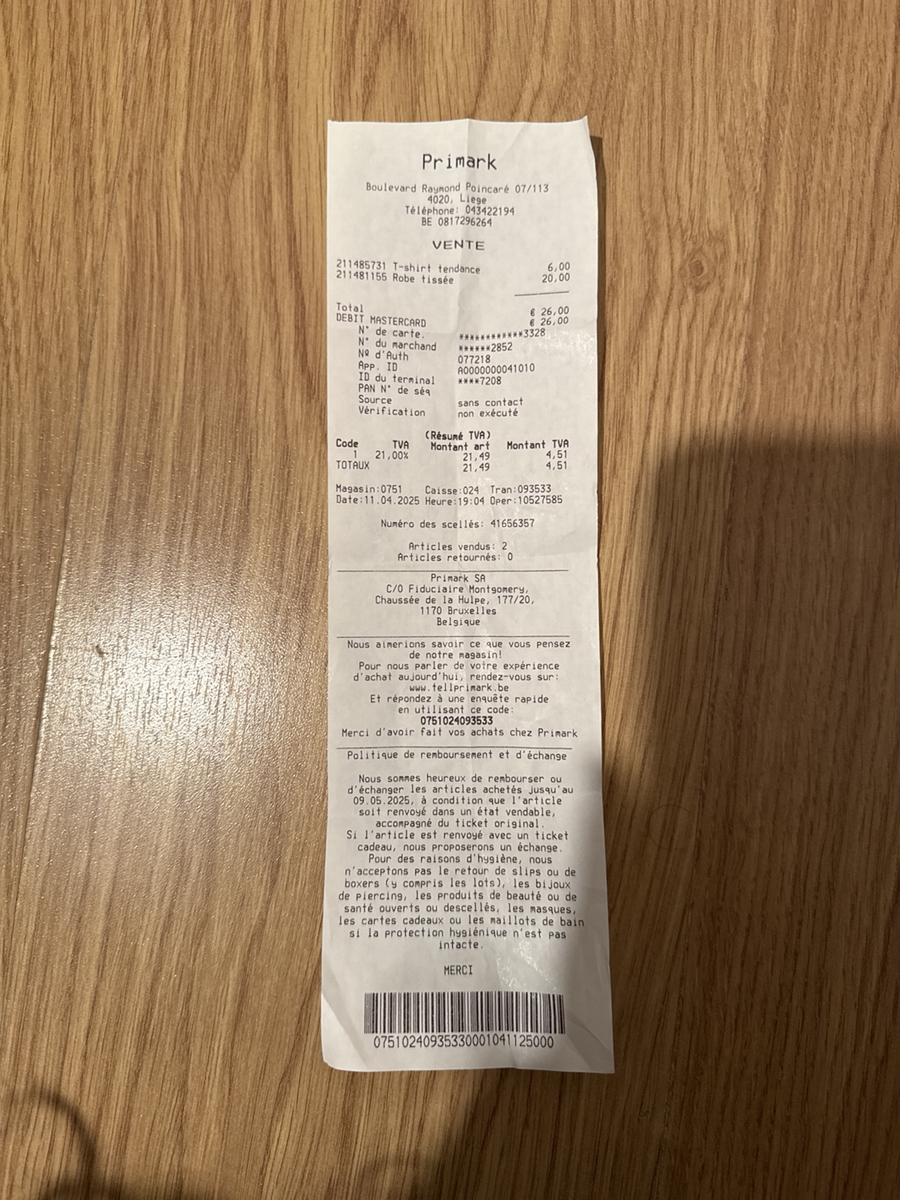 Primark
Boulevard Raymond Poincaré 07/113
4020, Liege
Téléphone: 043422194
BE 0817296264
VENTE
211485731 T-shirt tendance 6,00
211481155 Robe tissée 20,00
Total € 26,00
DEBIT MASTERCARD € 26,00
N° de carte. ************3328
N° du marchand ******2852
Nº d'Auth 077218
App. ID A0000000041010
ID du terminal ****7208
PAN N° de séq
Source sans contact
Vérification non exécuté
(Résumé TVA)
Code TVA Montant art Montant TVA
1 21,00% 21,49 4,51
TOTAUX 21,49 4,51
Magasin:0751 Caisse:024 Tran:093533
Date:11.04.2025 Heure:19:04 Oper:10527585
Numéro des scellés: 41656357
Articles vendus: 2
Articles retournés: 0
Primark SA
C/O Fiduciaire Montgomery,
Chaussée de la Hulpe, 177/20,
1170 Bruxelles
Belgique
Nous aimerions savoir ce que vous pensez
de notre magasin!
Pour nous parler de votre expérience
d'achat aujourd'hui, rendez-vous sur:
www.tellprimark.be
Et répondez à une enquête rapide
en utilisant ce code:
0751024093533
Merci d'avoir fait vos achats chez Primark
Politique de remboursement et d'échange
Nous sommes heureux de rembourser ou
d'échanger les articles achetés jusqu'au
09.05.2025, à condition que l'article
soit renvoyé dans un état vendable,
accompagné du ticket original.
Si l'article est renvoyé avec un ticket
cadeau, nous proposerons un échange.
Pour des raisons d'hygiène, nous
n'acceptons pas le retour de slips ou de
boxers (y compris les lots), les bijoux
de piercing, les produits de beauté ou de
santé ouverts ou descellés, les masques,
les cartes cadeaux ou les maillots de bain
si la protection hygiénique n'est pas
intacte.
MERCI
07510240935330001041125000